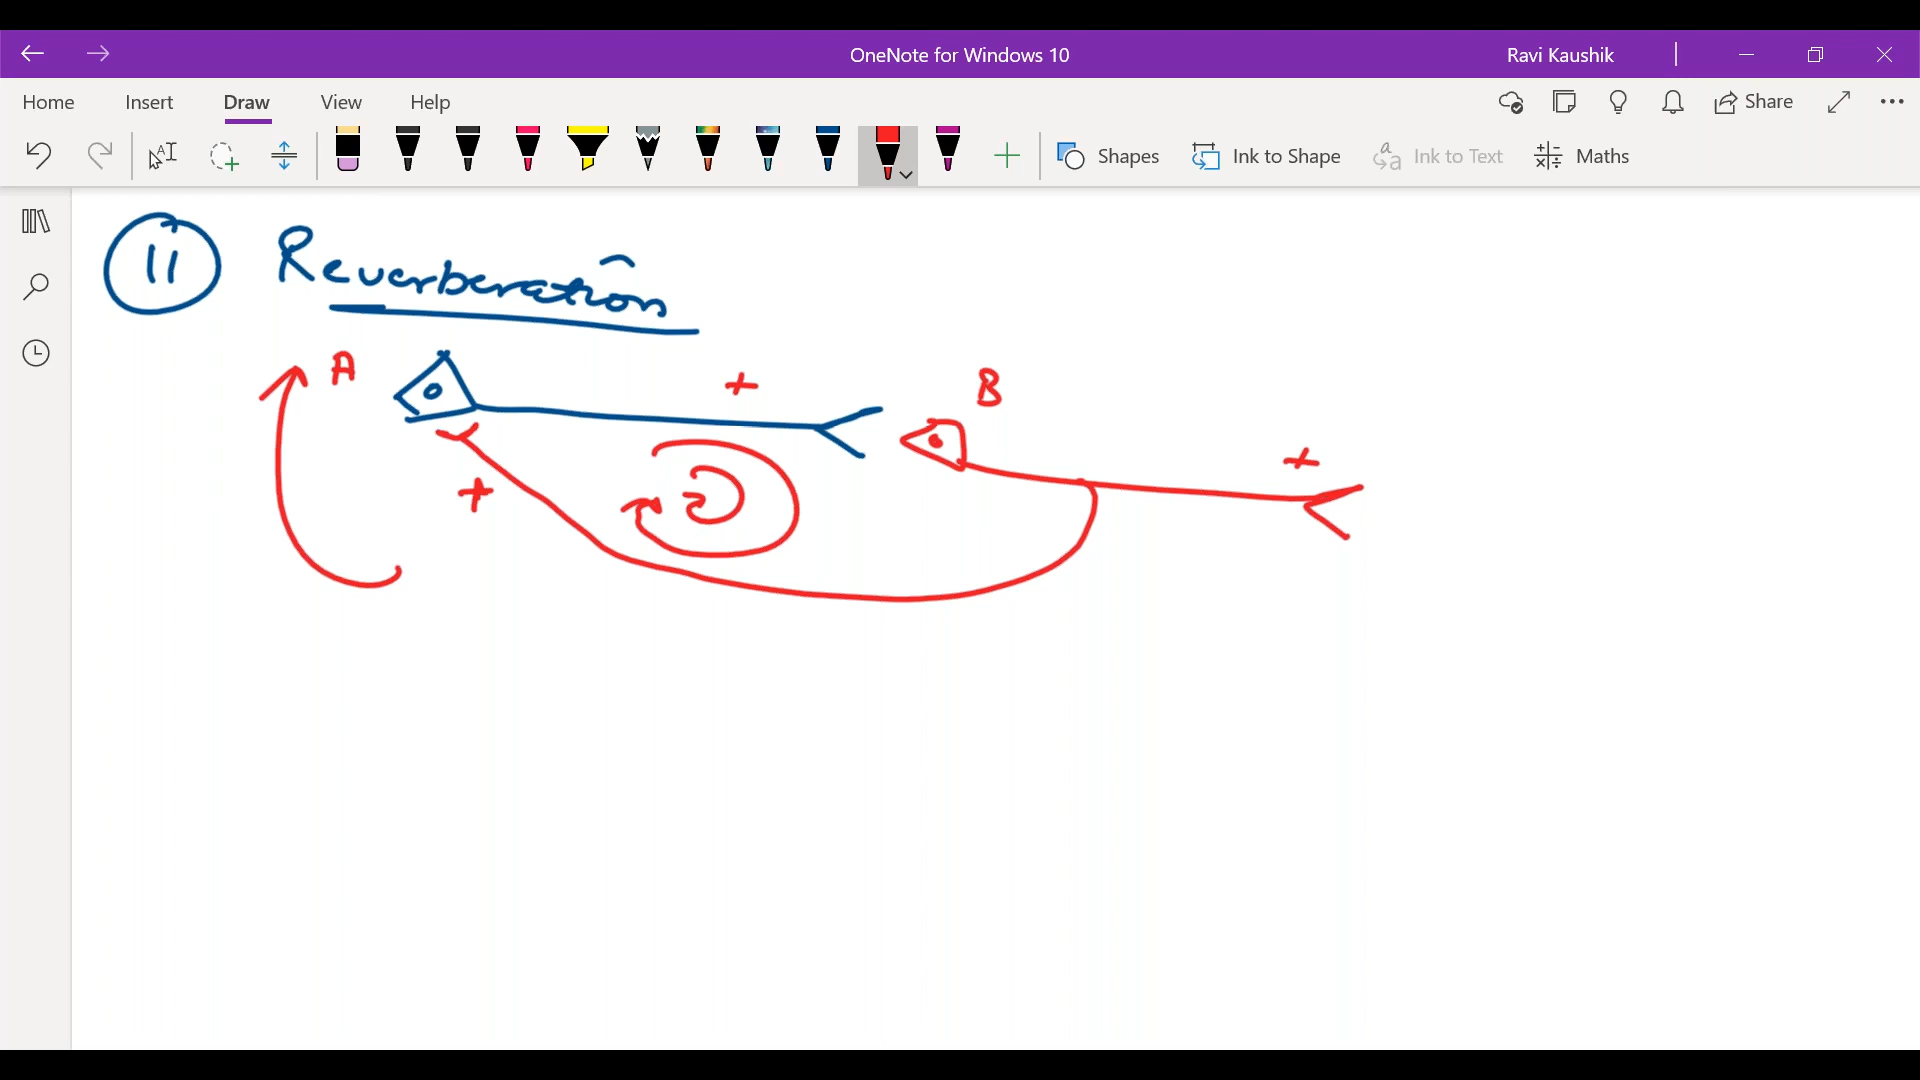 OneNote for Windows 10 Ravi Kaushik
Home Insert Draw View Help Share
Shapes Ink to Shape Ink to Text Maths
11 Reverberation
A + B
+ +